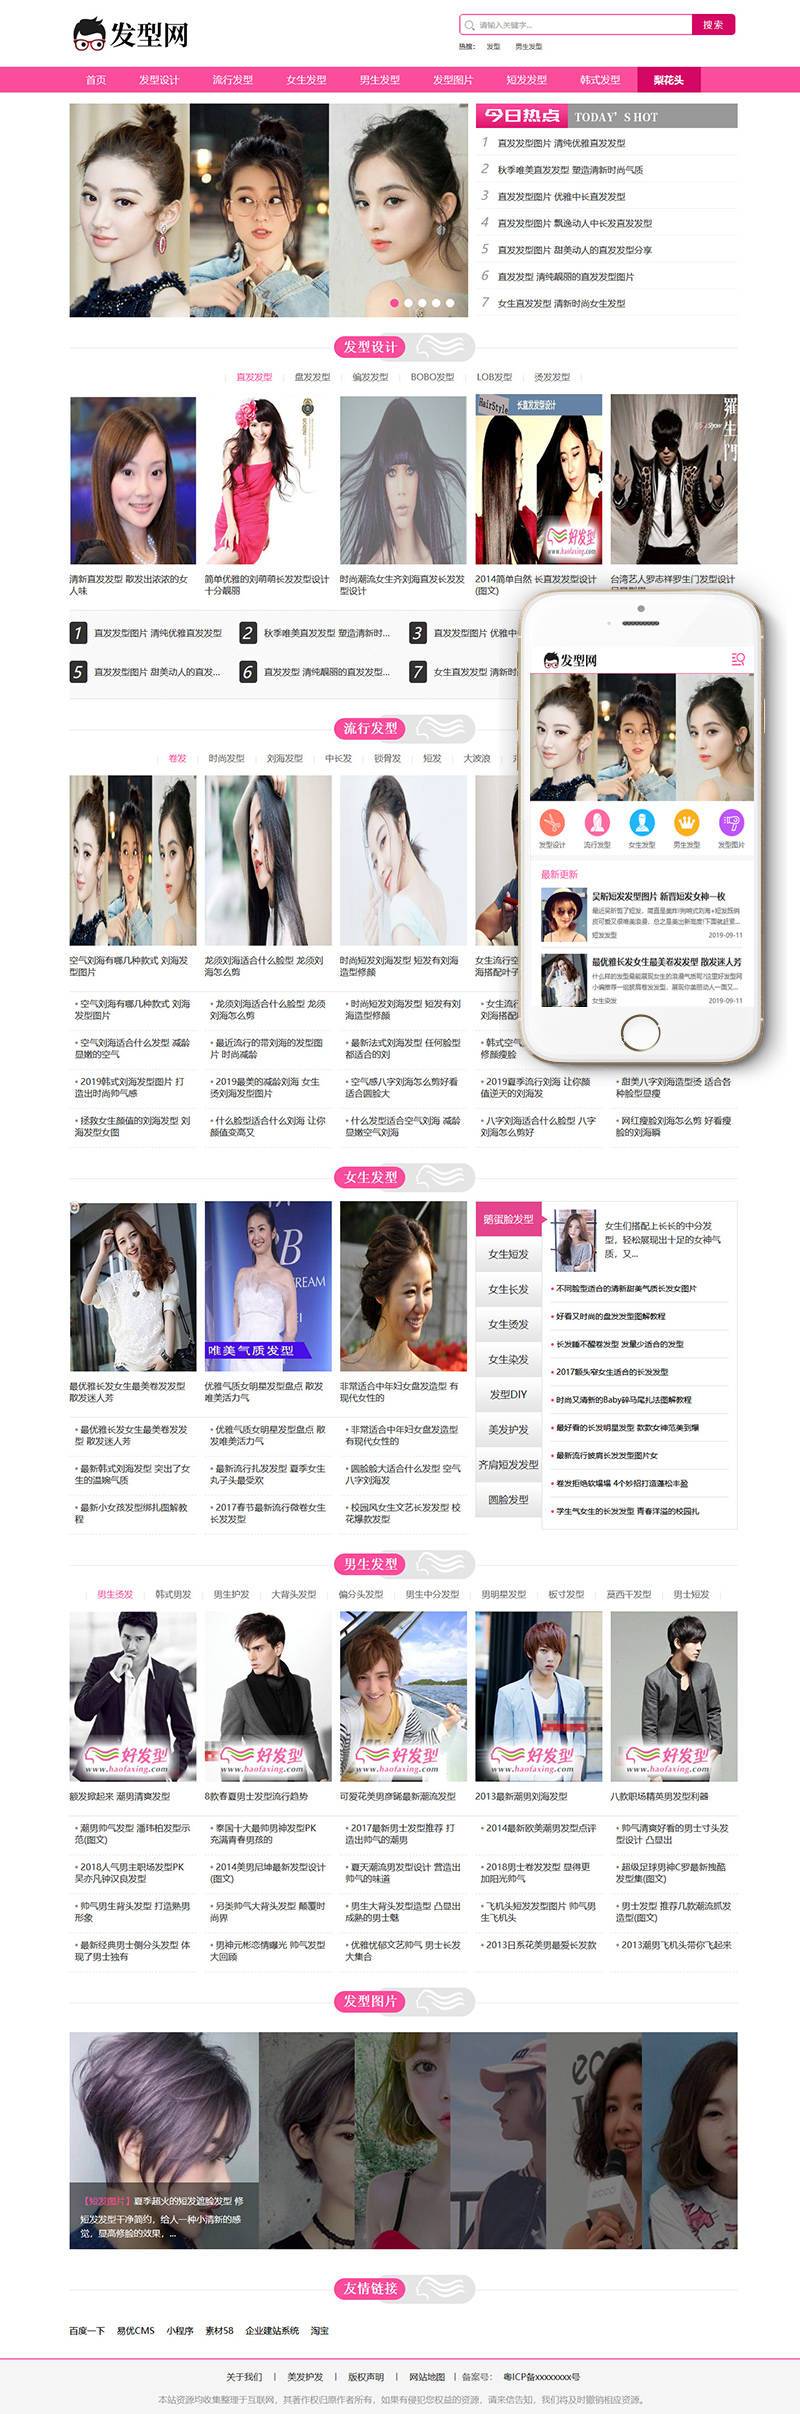 发型网
请输入关键字...
搜索
热搜: 发型 男生发型
首页 发型设计 流行发型 女生发型 男生发型 发型图片 短发发型 韩式发型 梨花头
今日热点 TODAY'S HOT
1 直发发型图片 清纯优雅直发发型
2 秋季唯美直发发型 塑造清新时尚气质
3 直发发型图片 优雅中长直发发型
4 直发发型图片 飘逸动人中长发直发发型
5 直发发型图片 甜美动人的直发发型分享
6 直发发型 清纯靓丽的直发发型图片
7 女生直发发型 清新时尚女生发型
发型设计
直发发型 盘发发型 编发发型 BOBO发型 LOB发型 烫发发型
HairStyle 长直发发型设计
好发型
www.haofaxing.com
羅生門
Show
清新直发发型 散发出浓浓的女
人味
简单优雅的刘萌萌长发发型设计
十分靓丽
时尚潮流女生齐刘海直发长发发
型设计
2014简单自然 长直发发型设计
(图文)
台湾艺人罗志祥罗生门发型设计
1 直发发型图片 清纯优雅直发发型
2 秋季唯美直发发型 塑造清新时...
3 直发发型图片 优雅中
5 直发发型图片 甜美动人的直发...
6 直发发型 清纯靓丽的直发发型...
7 女生直发发型 清新时
流行发型
卷发 时尚发型 刘海发型 中长发 锁骨发 短发 大波浪
空气刘海有哪几种款式 刘海发
型图片
龙须刘海适合什么脸型 龙须刘
海怎么剪
时尚短发刘海发型 短发有刘海
造型修颜
女生流行空
海搭配叶子
• 空气刘海有哪几种款式 刘海
发型图片
• 龙须刘海适合什么脸型 龙须
刘海怎么剪
• 时尚短发刘海发型 短发有刘
海造型修颜
• 女生流
刘海搭配
• 空气刘海适合什么发型 减龄
显嫩的空气
• 最近流行的带刘海的发型图
片 时尚减龄
• 最新法式刘海发型 任何脸型
都适合的刘
• 韩式空气
修颜瘦脸
• 2019韩式刘海发型图片 打
造出时尚帅气感
• 2019最美的减龄刘海 女生
烫刘海发型图片
• 空气感八字刘海怎么剪好看
适合圆脸大
• 2019夏季流行刘海 让你颜
值逆天的刘海发
• 甜美八字刘海造型烫 适合各
种脸型显瘦
• 拯救女生颜值的刘海发型 刘
海发型女图
• 什么脸型适合什么刘海 让你
颜值变高又
• 什么发型适合空气刘海 减龄
显嫩空气刘海
• 八字刘海适合什么脸型 八字
刘海怎么剪好
• 网红瘦脸刘海怎么剪 好看瘦
脸的刘海瞬
发型网
发型设计 流行发型 女生发型 男生发型 发型图片
最新更新
吴昕短发发型图片 新晋短发女神一枚
短发发型 2019-09-11
最优雅长发女生最美卷发发型 散发迷人芳
女生染发 2019-09-11
女生发型
唯美气质发型
最优雅长发女生最美卷发发型
散发迷人芳
优雅气质女明星发型盘点 散发
唯美活力气
非常适合中年妇女盘发造型 有
现代女性的
• 最优雅长发女生最美卷发发
型 散发迷人芳
• 优雅气质女明星发型盘点 散
发唯美活力气
• 非常适合中年妇女盘发造型
有现代女性的
• 最新韩式刘海发型 突出了女
生的温婉气质
• 最新流行扎发发型 夏季女生
丸子头最受欢
• 圆脸脸大适合什么发型 空气
八字刘海发
• 最新小女孩发型绑扎图解教
程
• 2017春节最新流行微卷女生
长发发型
• 校园风女生文艺长发发型 校
花爆款发型
鹅蛋脸发型
女生短发
女生长发
女生烫发
女生染发
发型DIY
美发护发
齐肩短发发型
圆脸发型
女生们搭配上长长的中分发
型，轻松展现出十足的女神气
质，又...
• 不同脸型适合的清新甜美气质长发女图片
• 好看又时尚的盘发发型图解教程
• 长发睡不醒卷发型 发量少适合的发型
• 2017额头窄女生适合的长发发型
• 时尚又清新的Baby碎马尾扎法图解教程
• 最好看的长发明星发型 款款女神范美到爆
• 最新流行披肩长发发型图片女
• 卷发拒绝软塌塌 4个妙招打造蓬松丰盈
• 学生气女生的长发发型 青春洋溢的校园扎
男生发型
男生烫发 韩式男发 男生护发 大背头发型 偏分头发型 男生中分发型 男明星发型 板寸发型 莫西干发型 男士短发
好发型 好发型 好发型 好发型 好发型
www.haofaxing.com www.haofaxing.com www.haofaxing.com www.haofaxing.com www.haofaxing.com
额发掀起来 潮男清爽发型
8款春夏男士发型流行趋势
可爱花美男彦晞最新潮流发型
2013最新潮男刘海发型
八款职场精英男发型利器
• 潮男帅气发型 潘玮柏发型示
范(图文)
• 泰国十大最帅男神发型PK
充满青春男孩的
• 2017最新男士发型推荐 打
造出帅气的潮男
• 2014最新欧美潮男发型点评
• 帅气清爽好看的男士寸头发
型设计 凸显出
• 2018人气男主职场发型PK
吴亦凡钟汉良发型
• 2014美男尼坤最新发型设计
(图文)
• 夏天潮流男发型设计 营造出
帅气的味道
• 2018男士卷发发型 显得更
加阳光帅气
• 超级足球男神C罗最新拽酷
发型集(图文)
• 帅气男生背头发型 打造熟男
形象
• 另类帅气大背头发型 颠覆时
尚界
• 男生大背头发型造型 凸显出
成熟的男士魅
• 飞机头短发发型图片 帅气男
生飞机头
• 男士发型 推荐几款潮流抓发
造型(图文)
• 最新经典男士侧分头发型 体
现了男士独有
• 男神元彬恋情曝光 帅气发型
大回顾
• 优雅忧郁文艺帅气 男士长发
大集合
• 2013日系花美男最爱长发款
• 2013潮男飞机头带你飞起来
发型图片
【短发图片】夏季超火的短发遮脸发型 修
短发发型干净简约，给人一种小清新的感
觉，显高修脸的效果，...
友情链接
百度一下 易优CMS 小程序 素材58 企业建站系统 淘宝
关于我们 | 美发护发 | 版权声明 | 网站地图 | 备案号： 粤ICP备xxxxxxxx号
本站资源均收集整理于互联网，其著作权归原作者所有，如果有侵犯您权益的资源，请来信告知，我们将及时撤销相应资源。